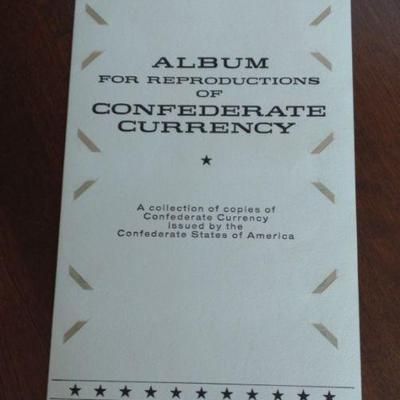 ALBUM
FOR REPRODUCTIONS
OF
CONFEDERATE
CURRENCY
A collection of copies of
Confederate Currency
issued by the
Confederate States of America